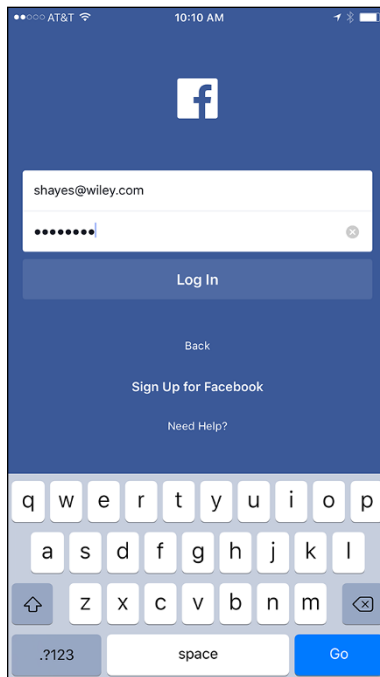 AT&T 10:10 AM
f
shayes@wiley.com
••••••••
Log In
Back
Sign Up for Facebook
Need Help?
q w e r t y u i o p
a s d f g h j k l
z x c v b n m
.?123 space Go